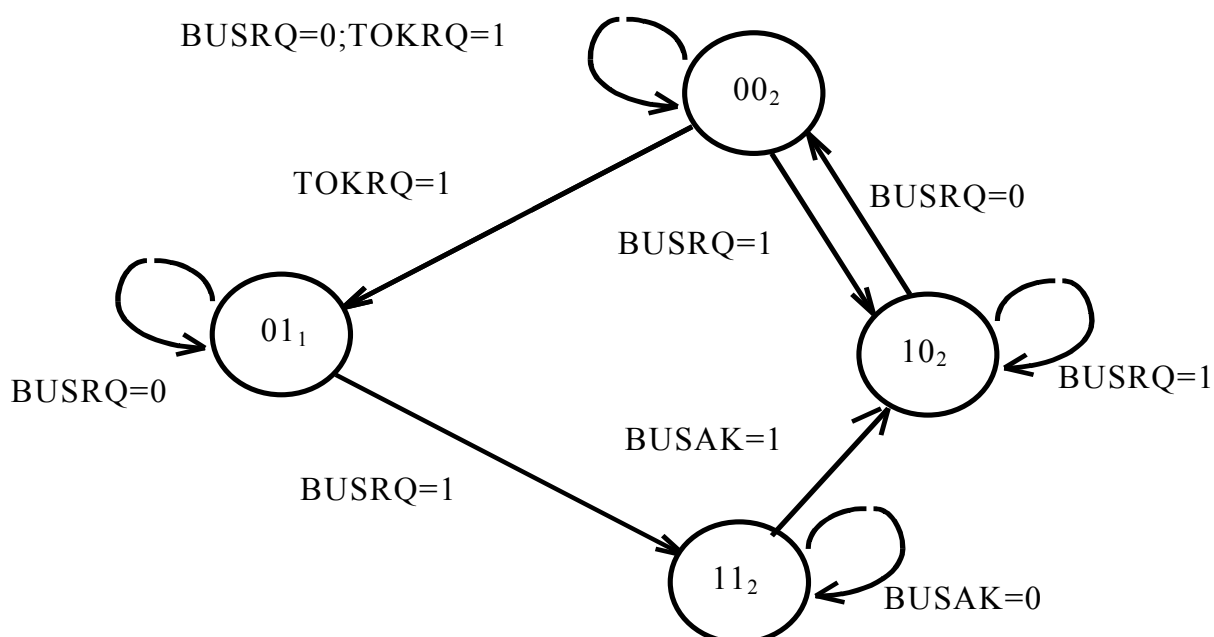 BUSRQ=0;TOKRQ=1
00₂
TOKRQ=1
BUSRQ=0
BUSRQ=1
01₁
10₂
BUSRQ=0
BUSRQ=1
BUSAK=1
BUSRQ=1
11₂
BUSAK=0